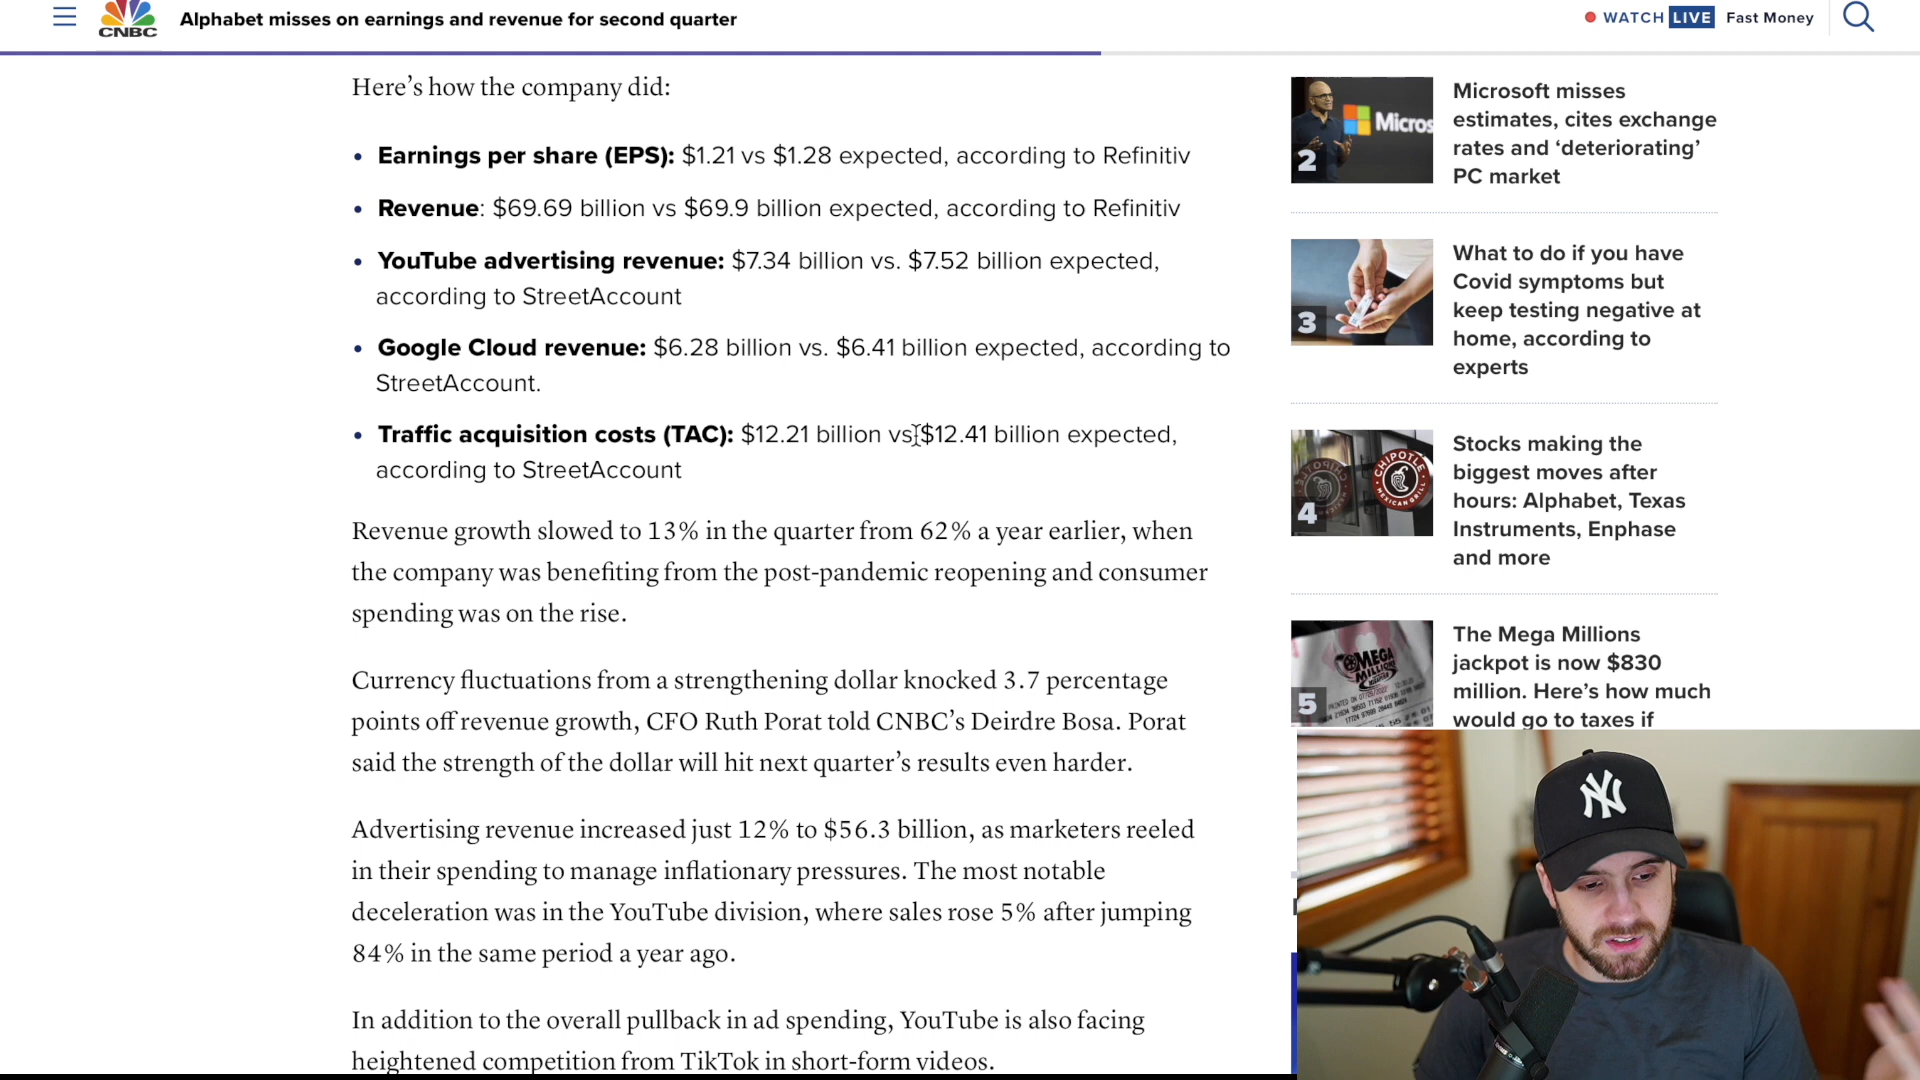 CNBC
Alphabet misses on earnings and revenue for second quarter
WATCH LIVE Fast Money
Here’s how the company did:
• Earnings per share (EPS): $1.21 vs $1.28 expected, according to Refinitiv
• Revenue: $69.69 billion vs $69.9 billion expected, according to Refinitiv
• YouTube advertising revenue: $7.34 billion vs. $7.52 billion expected,
according to StreetAccount
• Google Cloud revenue: $6.28 billion vs. $6.41 billion expected, according to
StreetAccount.
• Traffic acquisition costs (TAC): $12.21 billion vs $12.41 billion expected,
according to StreetAccount
Revenue growth slowed to 13% in the quarter from 62% a year earlier, when
the company was benefiting from the post-pandemic reopening and consumer
spending was on the rise.
Currency fluctuations from a strengthening dollar knocked 3.7 percentage
points off revenue growth, CFO Ruth Porat told CNBC’s Deirdre Bosa. Porat
said the strength of the dollar will hit next quarter’s results even harder.
Advertising revenue increased just 12% to $56.3 billion, as marketers reeled
in their spending to manage inflationary pressures. The most notable
deceleration was in the YouTube division, where sales rose 5% after jumping
84% in the same period a year ago.
In addition to the overall pullback in ad spending, YouTube is also facing
heightened competition from TikTok in short-form videos.
Micros
2
Microsoft misses
estimates, cites exchange
rates and ‘deteriorating’
PC market
3
What to do if you have
Covid symptoms but
keep testing negative at
home, according to
experts
CHIPOTLE
MEXICAN GRILL
4
Stocks making the
biggest moves after
hours: Alphabet, Texas
Instruments, Enphase
and more
MEGA
MILLIONS
5
The Mega Millions
jackpot is now $830
million. Here’s how much
would go to taxes if
NY